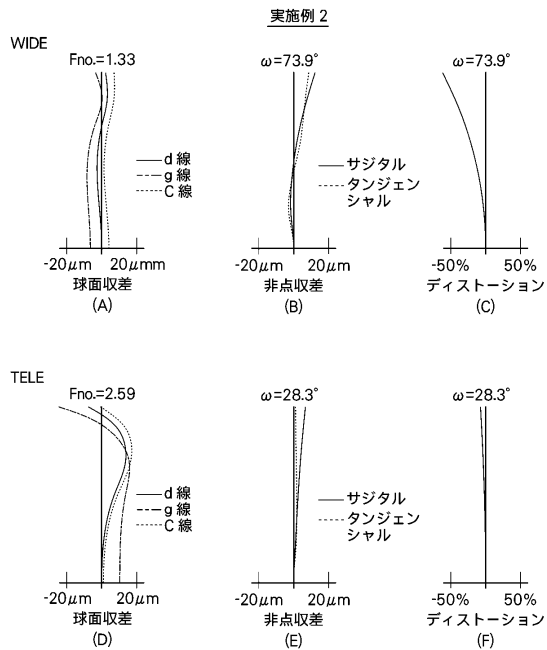 実施例 2
WIDE
Fno.=1.33
ω=73.9°
ω=73.9°
d 線
g 線
C 線
サジタル
タンジェン
シャル
-20μm 20μmm
球面収差
(A)
-20μm 20μm
非点収差
(B)
-50% 50%
ディストーション
(C)
TELE
Fno.=2.59
ω=28.3°
ω=28.3°
d 線
g 線
C 線
サジタル
タンジェン
シャル
-20μm 20μm
球面収差
(D)
-20μm 20μm
非点収差
(E)
-50% 50%
ディストーション
(F)